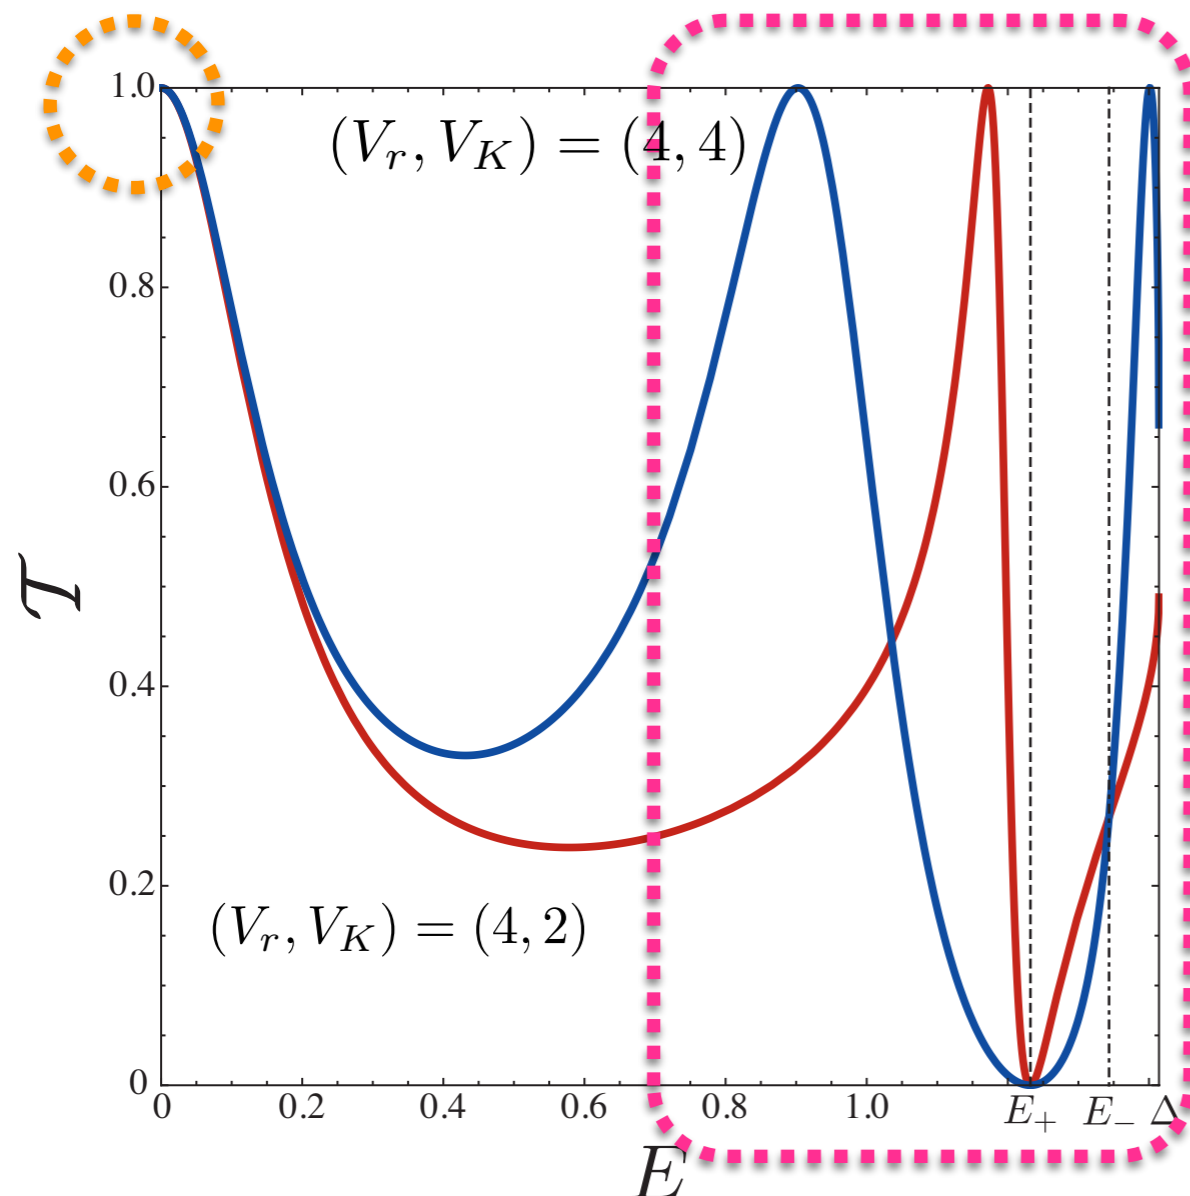 1.0
(V_r, V_K) = (4, 4)
0.8
0.6
𝒯
0.4
0.2
(V_r, V_K) = (4, 2)
0
0 0.2 0.4 0.6 0.8 1.0 E_+ E_- Δ
E